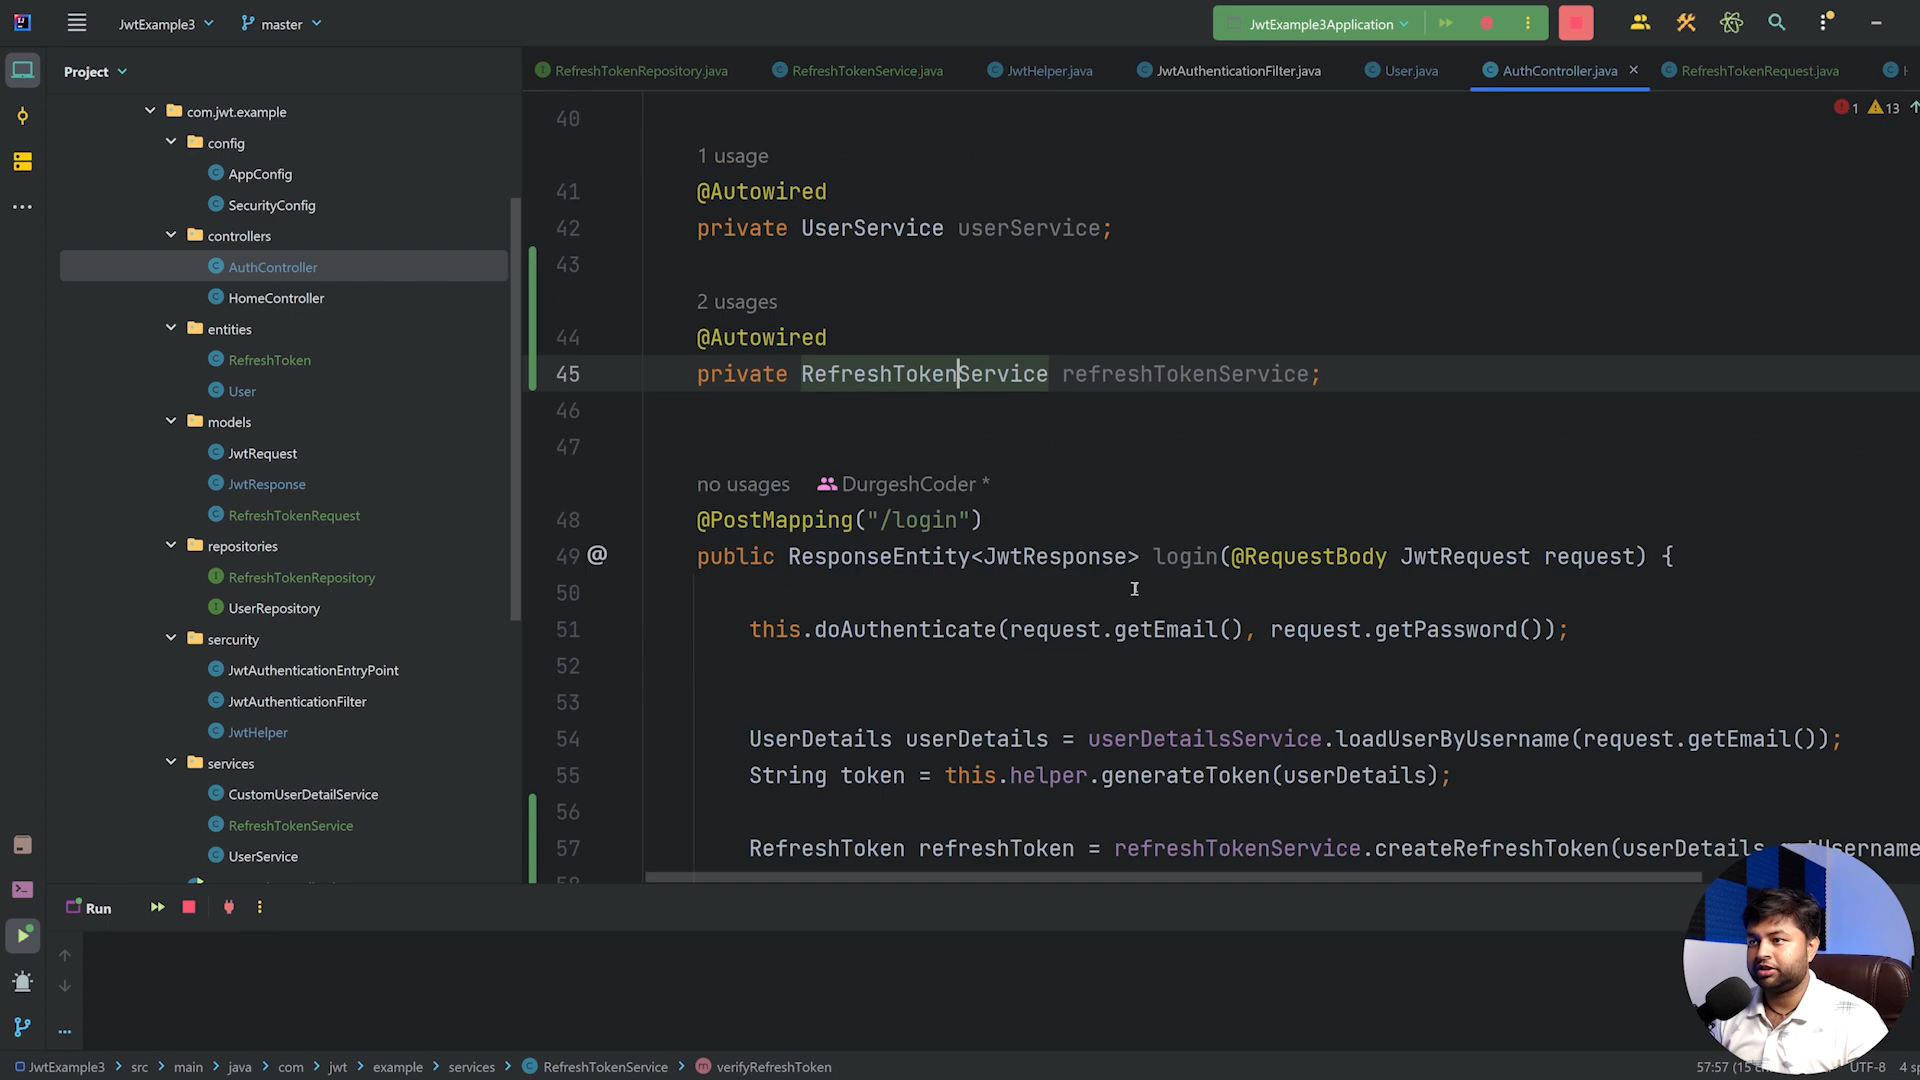 JwtExample3
master
JwtExample3Application
Project
RefreshTokenRepository.java
RefreshTokenService.java
JwtHelper.java
JwtAuthenticationFilter.java
User.java
AuthController.java
RefreshTokenRequest.java
com.jwt.example
config
AppConfig
SecurityConfig
controllers
AuthController
HomeController
entities
RefreshToken
User
models
JwtRequest
JwtResponse
RefreshTokenRequest
repositories
RefreshTokenRepository
UserRepository
sercurity
JwtAuthenticationEntryPoint
JwtAuthenticationFilter
JwtHelper
services
CustomUserDetailService
RefreshTokenService
UserService
1 13
40
1 usage
41 @Autowired
42 private UserService userService;
43
2 usages
44 @Autowired
45 private RefreshTokenService refreshTokenService;
46
47
no usages DurgeshCoder *
48 @PostMapping("/login")
49 @ public ResponseEntity<JwtResponse> login(@RequestBody JwtRequest request) {
50
51 this.doAuthenticate(request.getEmail(), request.getPassword());
52
53
54 UserDetails userDetails = userDetailsService.loadUserByUsername(request.getEmail());
55 String token = this.helper.generateToken(userDetails);
56
57 RefreshToken refreshToken = refreshTokenService.createRefreshToken(userDetails.getUsername
Run
JwtExample3 > src > main > java > com > jwt > example > services > RefreshTokenService > verifyRefreshToken
57:57 (15 UTF-8 4